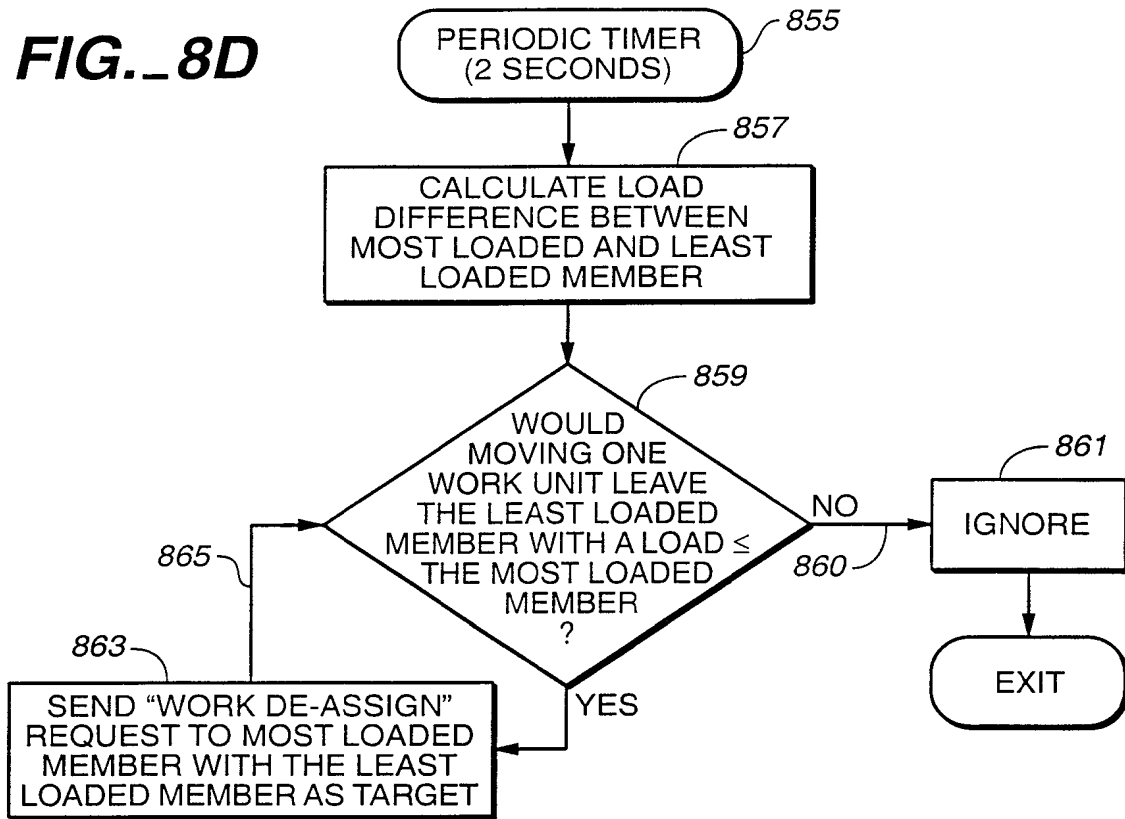 FIG._8D
PERIODIC TIMER
(2 SECONDS)
855
857
CALCULATE LOAD
DIFFERENCE BETWEEN
MOST LOADED AND LEAST
LOADED MEMBER
859
WOULD
MOVING ONE
WORK UNIT LEAVE
THE LEAST LOADED
MEMBER WITH A LOAD ≤
THE MOST LOADED
MEMBER
?
NO
860
861
IGNORE
EXIT
865
YES
863
SEND “WORK DE-ASSIGN”
REQUEST TO MOST LOADED
MEMBER WITH THE LEAST
LOADED MEMBER AS TARGET